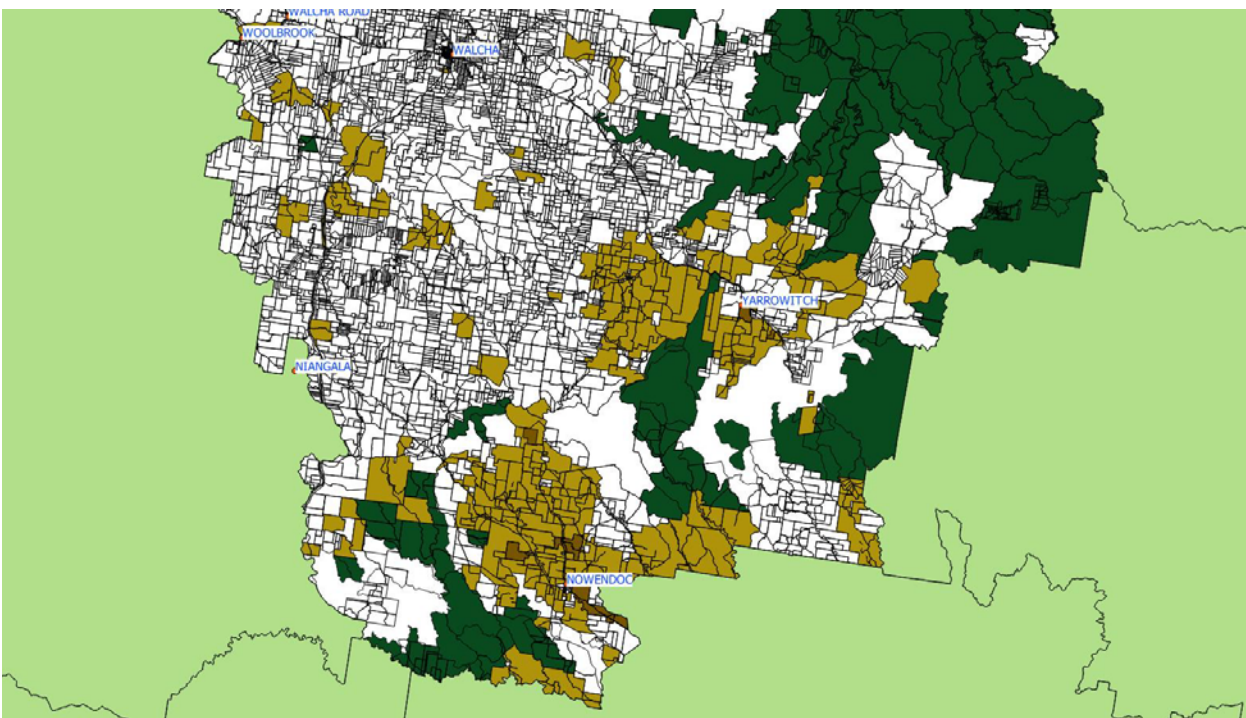 WALCHA ROAD
WOOLBROOK
WALCHA
YARROWITCH
NIANGALA
NOWENDOC